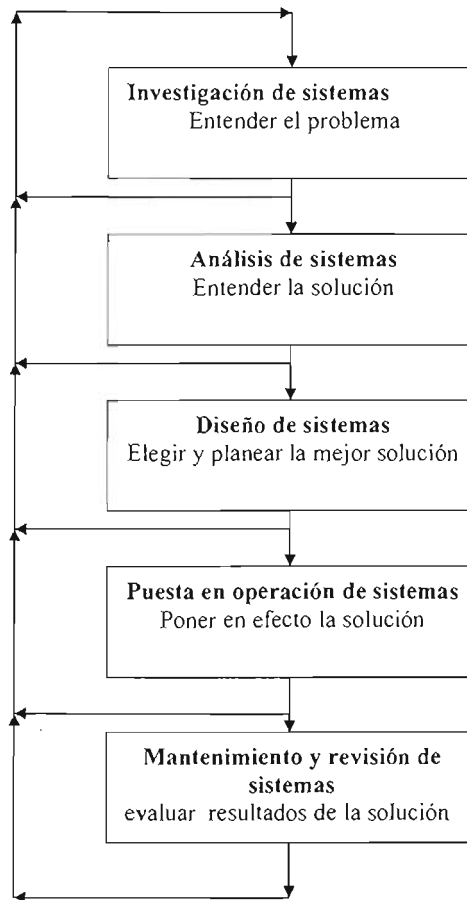 Investigación de sistemas
Entender el problema
Análisis de sistemas
Entender la solución
Diseño de sistemas
Elegir y planear la mejor solución
Puesta en operación de sistemas
Poner en efecto la solución
Mantenimiento y revisión de
sistemas
evaluar resultados de la solución